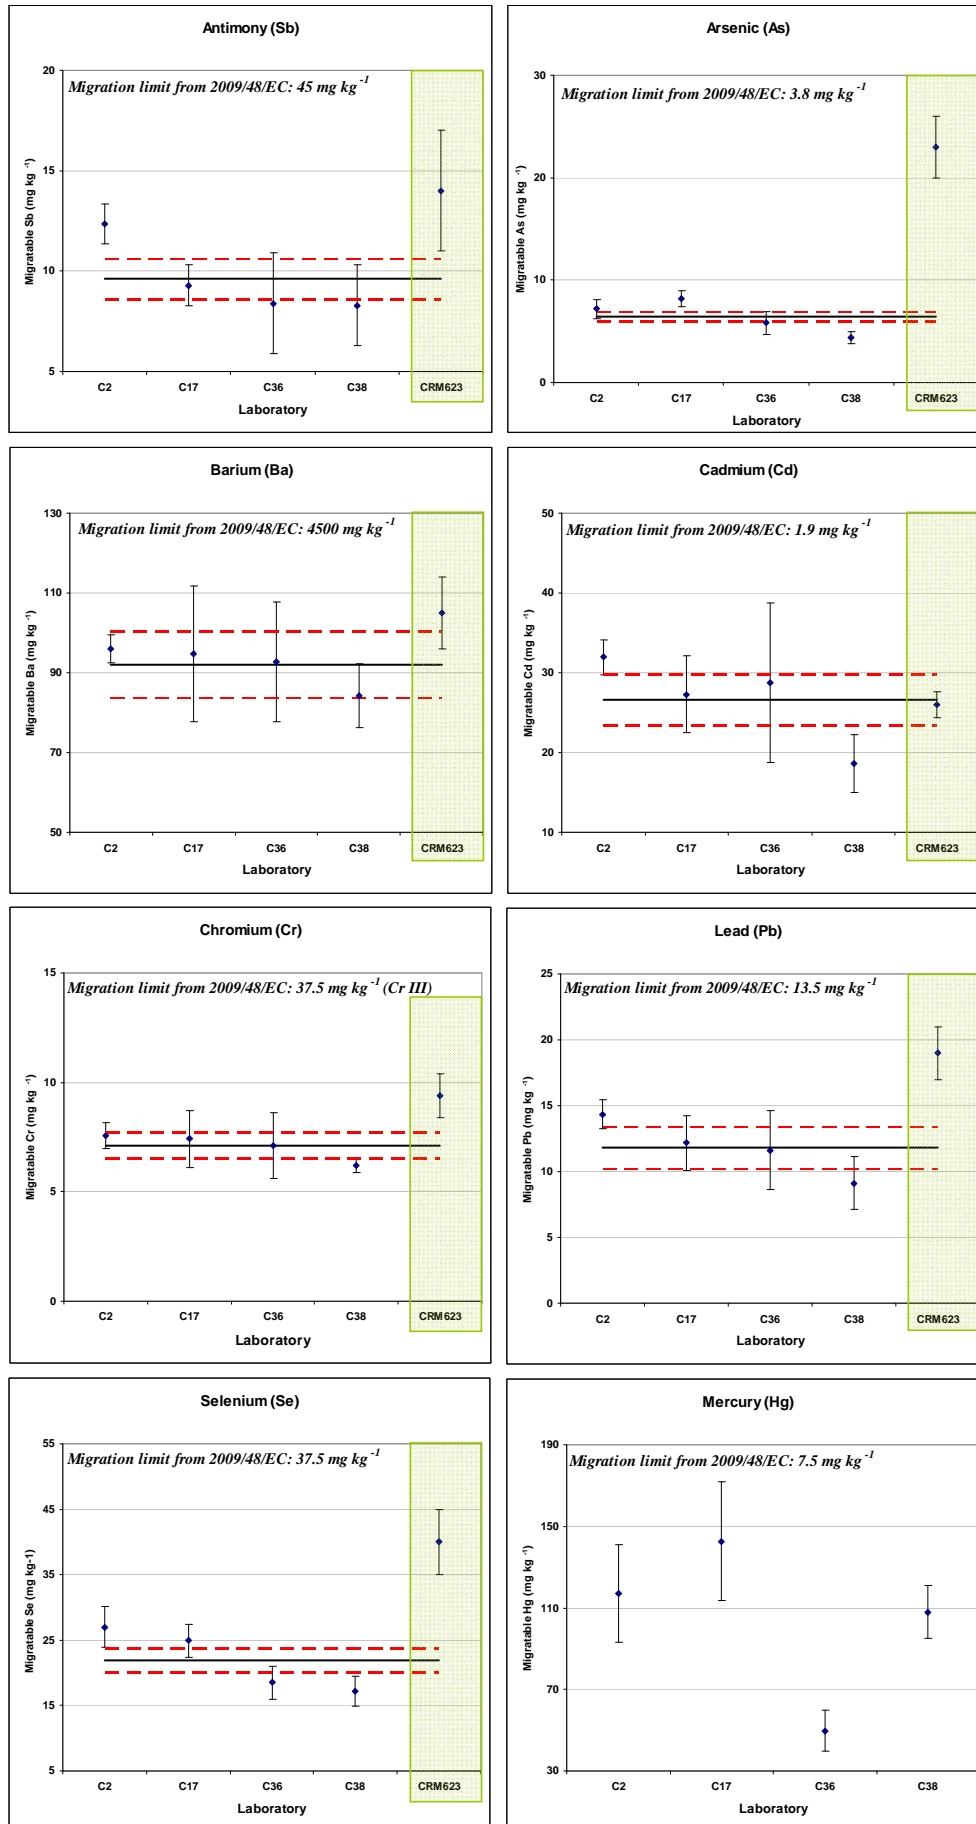 Antimony (Sb)
Migration limit from 2009/48/EC: 45 mg kg -1
Migratable Sb (mg kg -1)
20
15
10
5
C2 C17 C36 C38 CRM623
Laboratory
Arsenic (As)
Migration limit from 2009/48/EC: 3.8 mg kg -1
Migratable As (mg kg -1)
30
20
10
0
C2 C17 C36 C38 CRM623
Laboratory
Barium (Ba)
Migration limit from 2009/48/EC: 4500 mg kg -1
Migratable Ba (mg kg -1)
130
110
90
70
50
C2 C17 C36 C38 CRM623
Laboratory
Cadmium (Cd)
Migration limit from 2009/48/EC: 1.9 mg kg -1
Migratable Cd (mg kg -1)
50
40
30
20
10
C2 C17 C36 C38 CRM623
Laboratory
Chromium (Cr)
Migration limit from 2009/48/EC: 37.5 mg kg -1 (Cr III)
Migratable Cr (mg kg -1)
15
10
5
0
C2 C17 C36 C38 CRM623
Laboratory
Lead (Pb)
Migration limit from 2009/48/EC: 13.5 mg kg -1
Migratable Pb (mg kg -1)
25
20
15
10
5
0
C2 C17 C36 C38 CRM623
Laboratory
Selenium (Se)
Migration limit from 2009/48/EC: 37.5 mg kg -1
Migratable Se (mg kg-1)
55
45
35
25
15
5
C2 C17 C36 C38 CRM623
Laboratory
Mercury (Hg)
Migration limit from 2009/48/EC: 7.5 mg kg -1
Migratable Hg (mg kg -1)
190
150
110
70
30
C2 C17 C36 C38
Laboratory